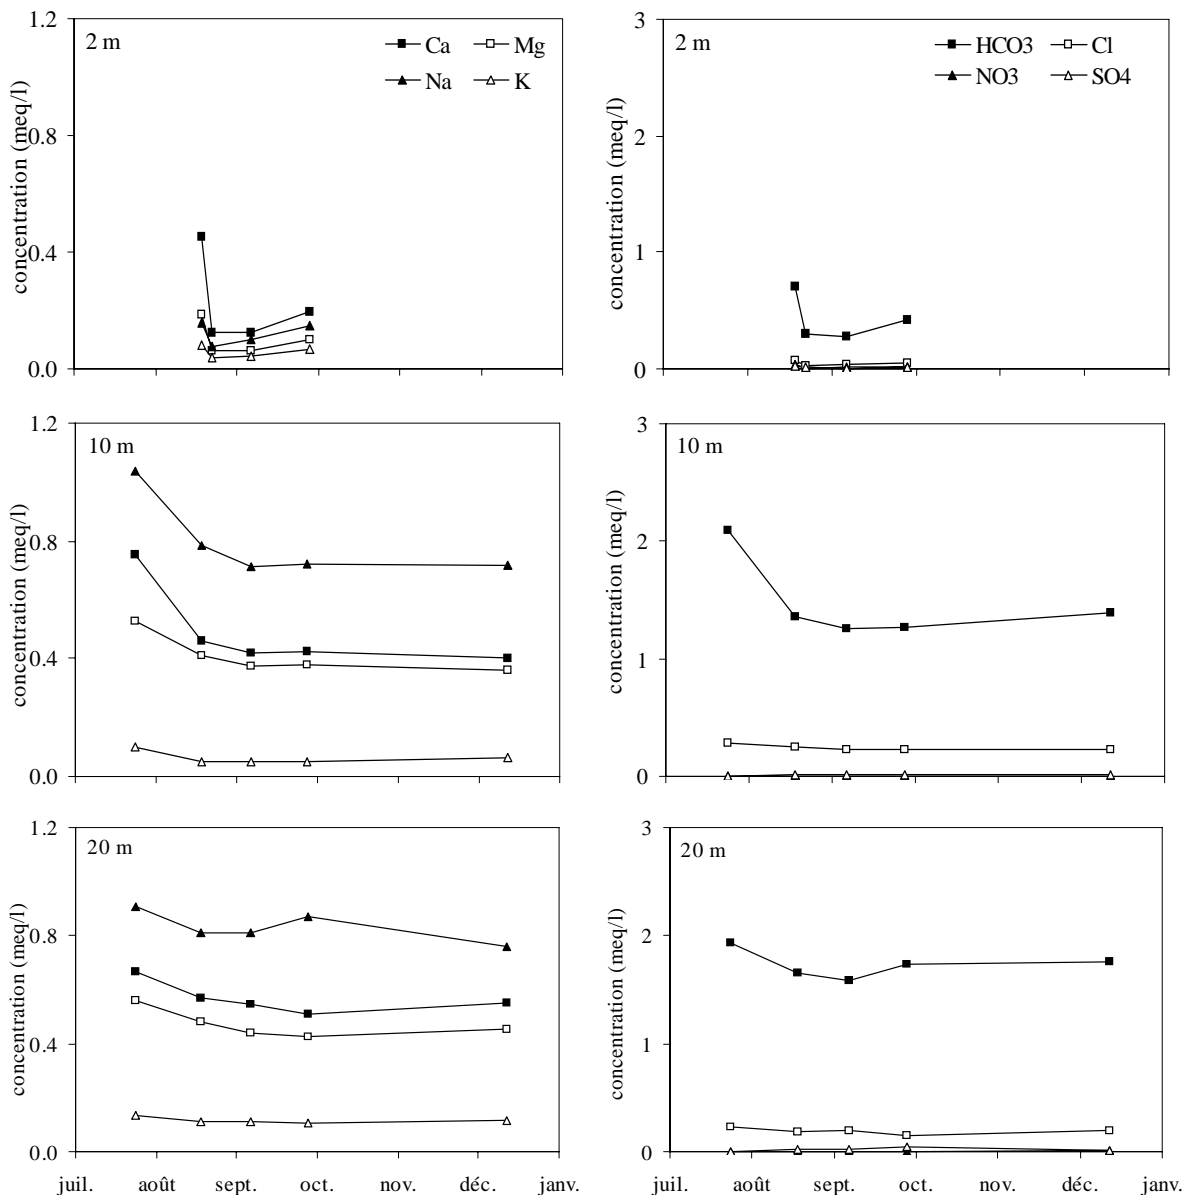 1.2
2 m
Ca
Mg
Na
K
0.8
0.4
0.0
concentration (meq/l)
3
2 m
HCO3
Cl
NO3
SO4
2
1
0
concentration (meq/l)
1.2
10 m
0.8
0.4
0.0
concentration (meq/l)
3
10 m
2
1
0
concentration (meq/l)
1.2
20 m
0.8
0.4
0.0
concentration (meq/l)
juil. août sept. oct. nov. déc. janv.
3
20 m
2
1
0
concentration (meq/l)
juil. août sept. oct. nov. déc. janv.